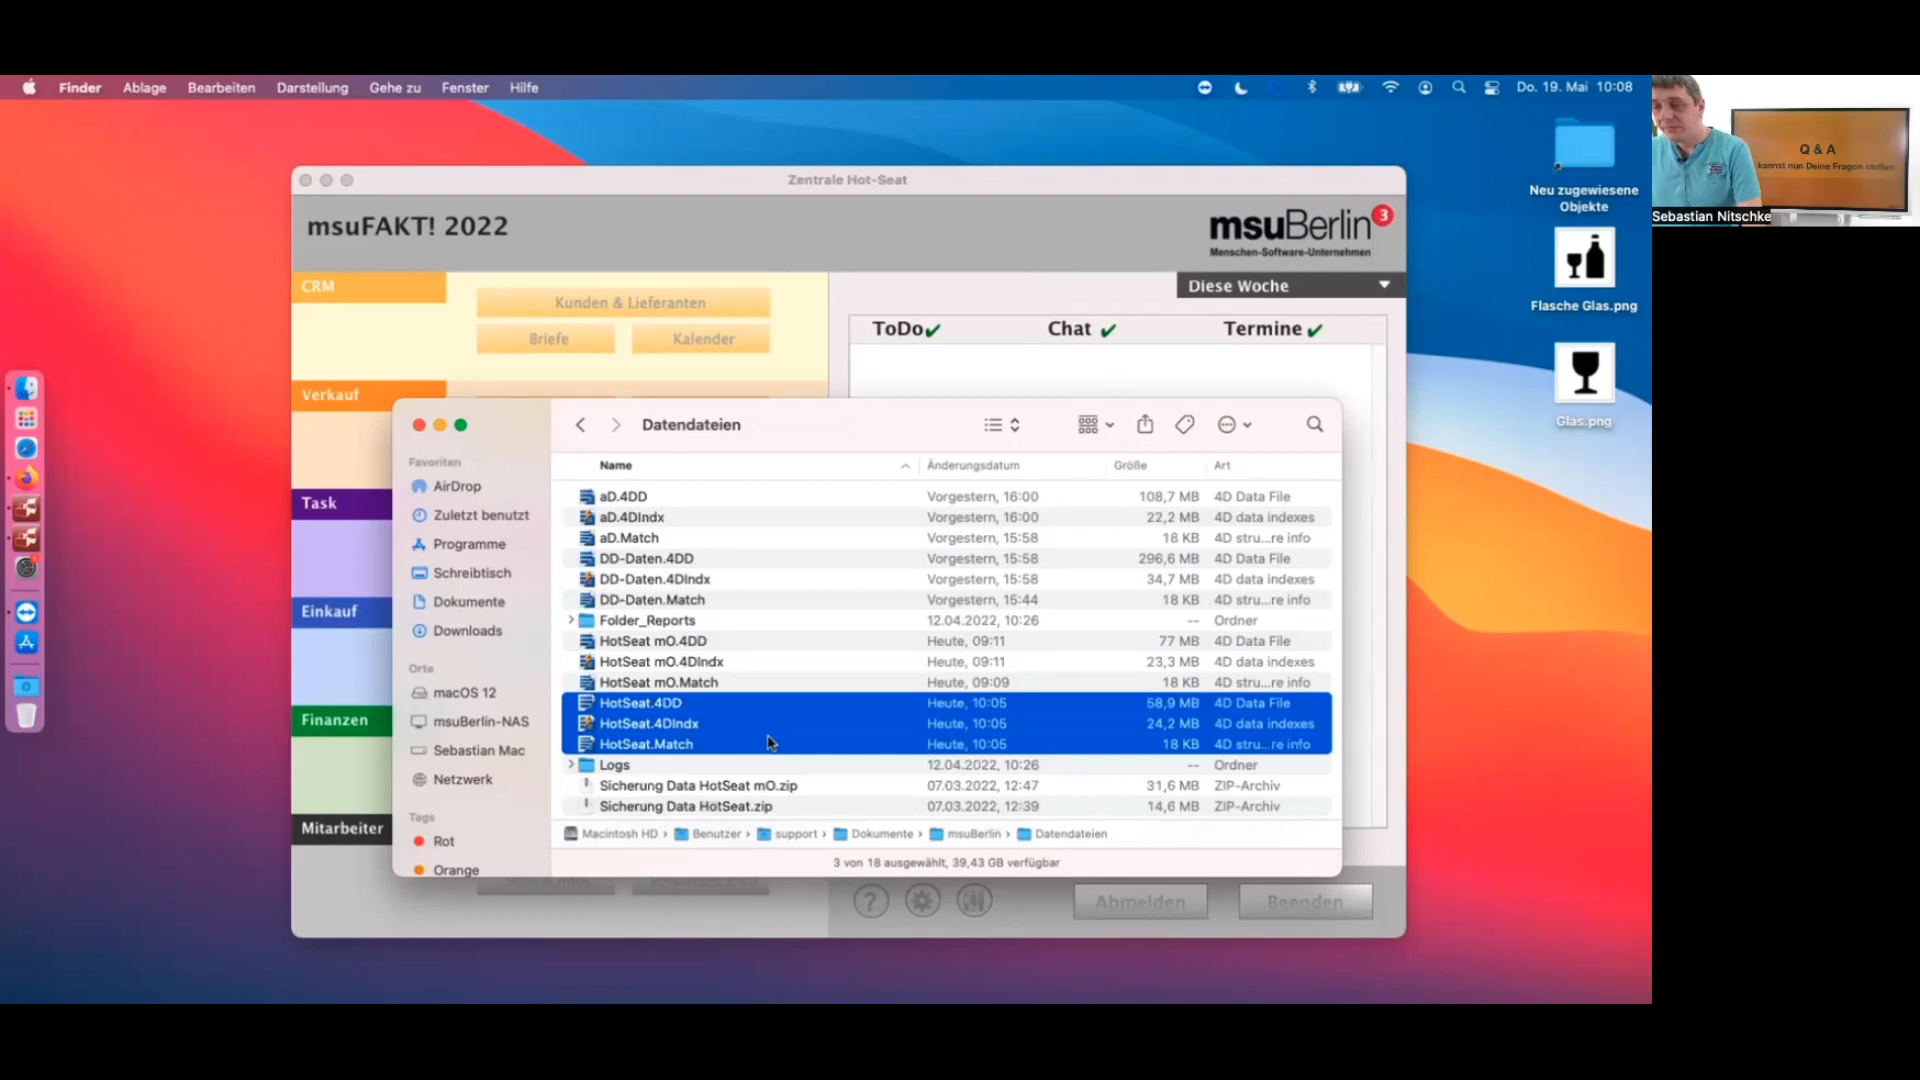 Finder Ablage Bearbeiten Darstellung Gehe zu Fenster Hilfe Do. 19. Mai 10:08
Q & A
kannst nun Deine Fragen stellen
Sebastian Nitschke
Neu zugewiesene
Objekte
Flasche Glas.png
Glas.png
Zentrale Hot-Seat
msuFAKT! 2022
msuBerlin 3
Menschen-Software-Unternehmen
CRM
Kunden & Lieferanten
Briefe Kalender
Diese Woche
ToDo Chat Termine
Verkauf
Task
Einkauf
Finanzen
Mitarbeiter
Datendateien
Favoriten
AirDrop
Zuletzt benutzt
Programme
Schreibtisch
Dokumente
Downloads
Orte
macOS 12
msuBerlin-NAS
Sebastian Mac
Netzwerk
Tags
Rot
Orange
Name Änderungsdatum Größe Art
aD.4DD Vorgestern, 16:00 108,7 MB 4D Data File
aD.4DIndx Vorgestern, 16:00 22,2 MB 4D data indexes
aD.Match Vorgestern, 15:58 18 KB 4D stru...re info
DD-Daten.4DD Vorgestern, 15:58 296,6 MB 4D Data File
DD-Daten.4DIndx Vorgestern, 15:58 34,7 MB 4D data indexes
DD-Daten.Match Vorgestern, 15:44 18 KB 4D stru...re info
Folder_Reports 12.04.2022, 10:26 -- Ordner
HotSeat mO.4DD Heute, 09:11 77 MB 4D Data File
HotSeat mO.4DIndx Heute, 09:11 23,3 MB 4D data indexes
HotSeat mO.Match Heute, 09:09 18 KB 4D stru...re info
HotSeat.4DD Heute, 10:05 58,9 MB 4D Data File
HotSeat.4DIndx Heute, 10:05 24,2 MB 4D data indexes
HotSeat.Match Heute, 10:05 18 KB 4D stru...re info
Logs 12.04.2022, 10:26 -- Ordner
Sicherung Data HotSeat mO.zip 07.03.2022, 12:47 31,6 MB ZIP-Archiv
Sicherung Data HotSeat.zip 07.03.2022, 12:39 14,6 MB ZIP-Archiv
Macintosh HD › Benutzer › support › Dokumente › msuBerlin › Datendateien
3 von 18 ausgewählt, 39,43 GB verfügbar
? Abmelden Beenden